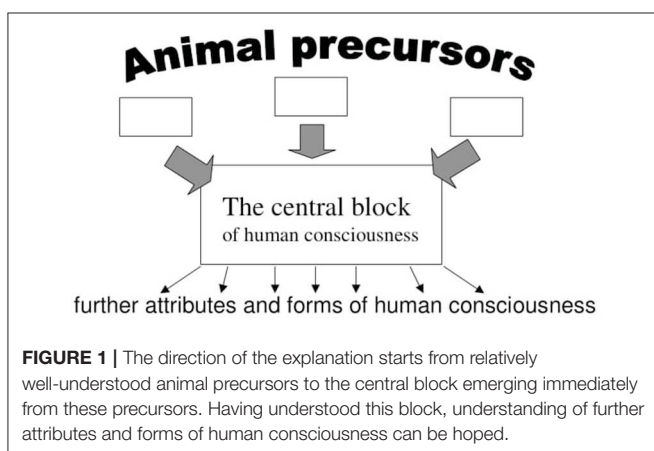 Animal precursors
The central block
of human consciousness
further attributes and forms of human consciousness
FIGURE 1 | The direction of the explanation starts from relatively
well-understood animal precursors to the central block emerging immediately
from these precursors. Having understood this block, understanding of further
attributes and forms of human consciousness can be hoped.